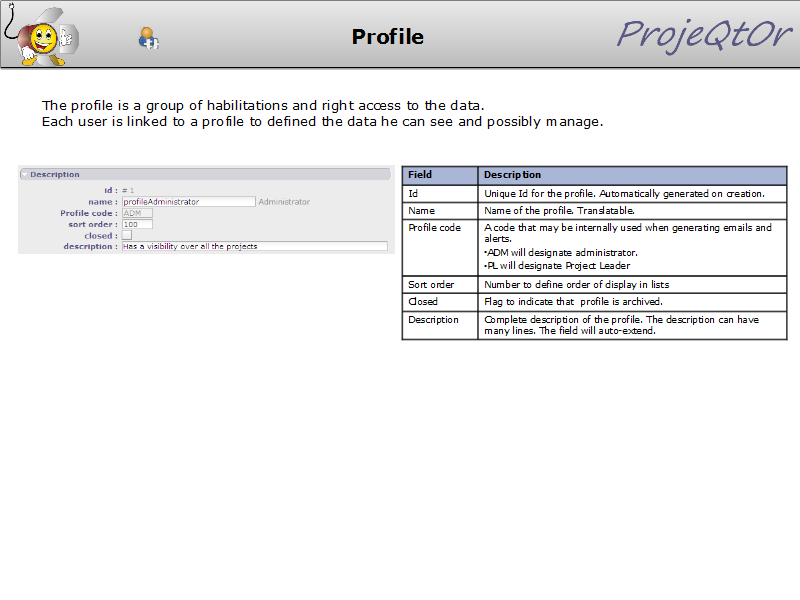 Profile
ProjeQtOr
The profile is a group of habilitations and right access to the data.
Each user is linked to a profile to defined the data he can see and possibly manage.
Description
id : # 1
name : profileAdministrator Administrator
Profile code : ADM
sort order : 100
closed :
description : Has a visibility over all the projects
Field Description
Id Unique Id for the profile. Automatically generated on creation.
Name Name of the profile. Translatable.
Profile code A code that may be internally used when generating emails and
alerts.
•ADM will designate administrator.
•PL will designate Project Leader
Sort order Number to define order of display in lists
Closed Flag to indicate that profile is archived.
Description Complete description of the profile. The description can have
many lines. The field will auto-extend.